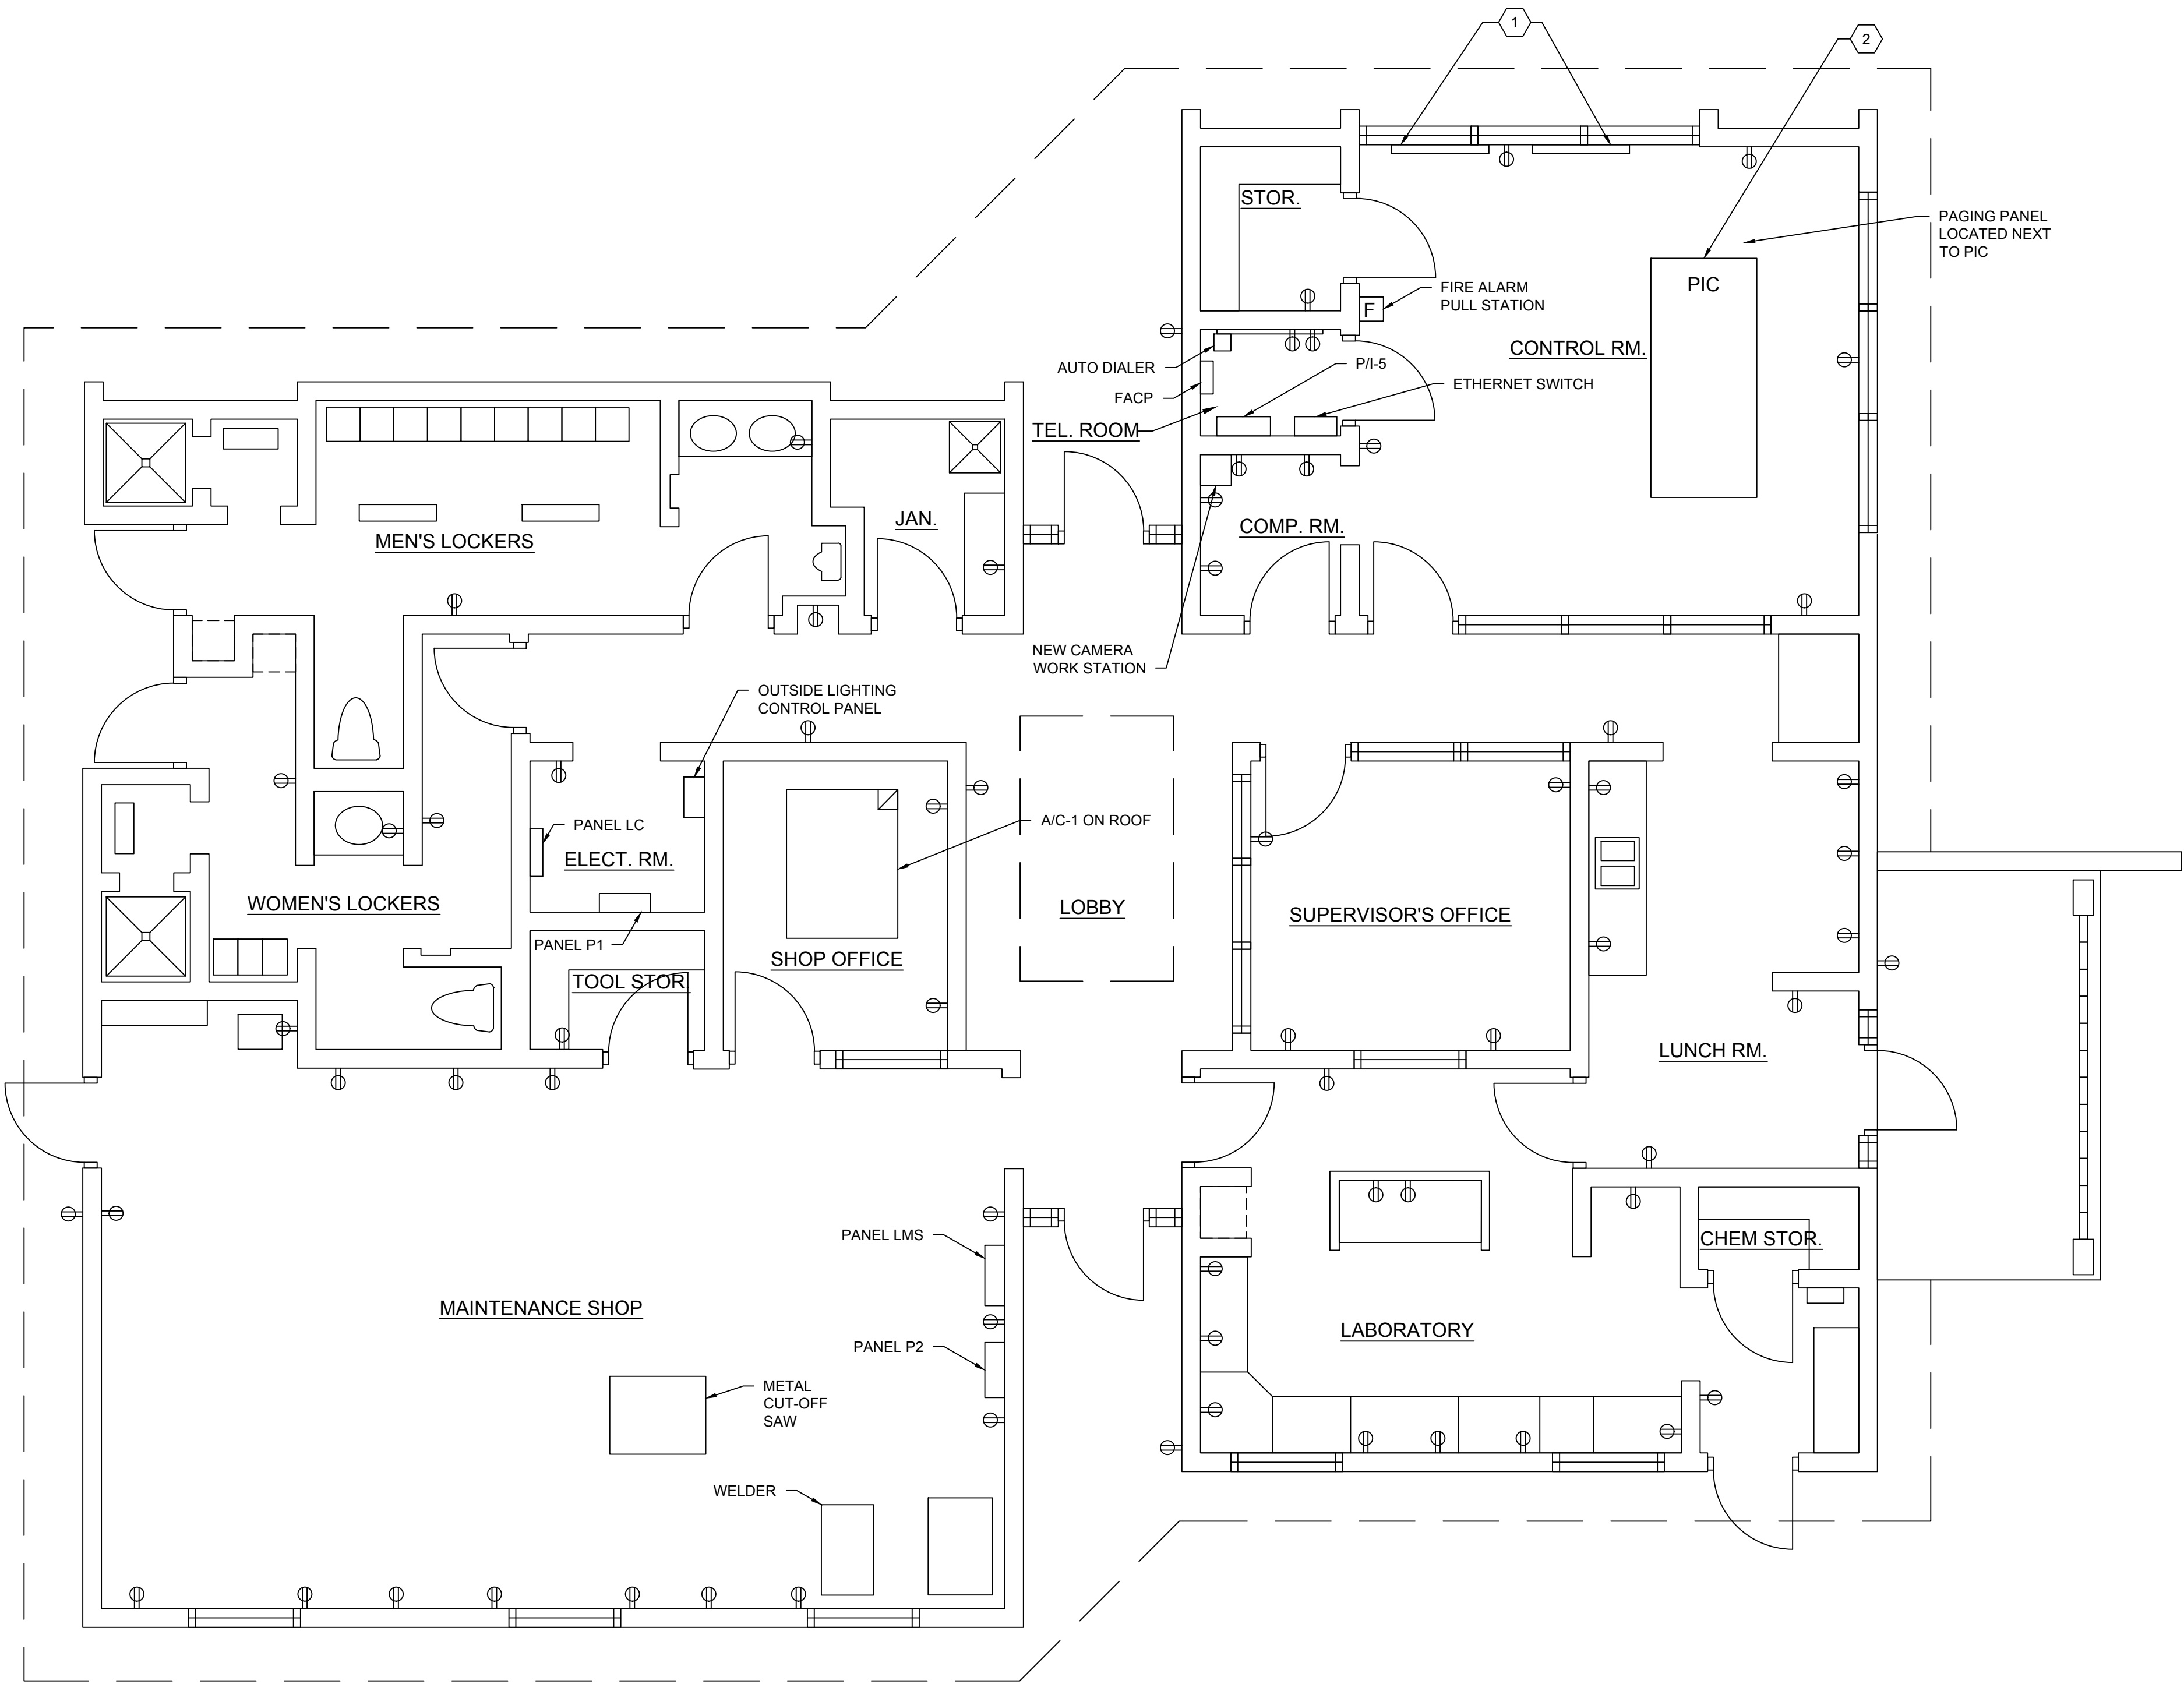 1
2
STOR.
PAGING PANEL
LOCATED NEXT
TO PIC
PIC
FIRE ALARM
PULL STATION
F
CONTROL RM.
AUTO DIALER
P/I-5
FACP
ETHERNET SWITCH
TEL. ROOM
JAN.
COMP. RM.
MEN'S LOCKERS
NEW CAMERA
WORK STATION
OUTSIDE LIGHTING
CONTROL PANEL
PANEL LC
A/C-1 ON ROOF
ELECT. RM.
WOMEN'S LOCKERS
LOBBY
SUPERVISOR'S OFFICE
PANEL P1
SHOP OFFICE
TOOL STOR.
LUNCH RM.
PANEL LMS
CHEM STOR.
MAINTENANCE SHOP
LABORATORY
PANEL P2
METAL
CUT-OFF
SAW
WELDER